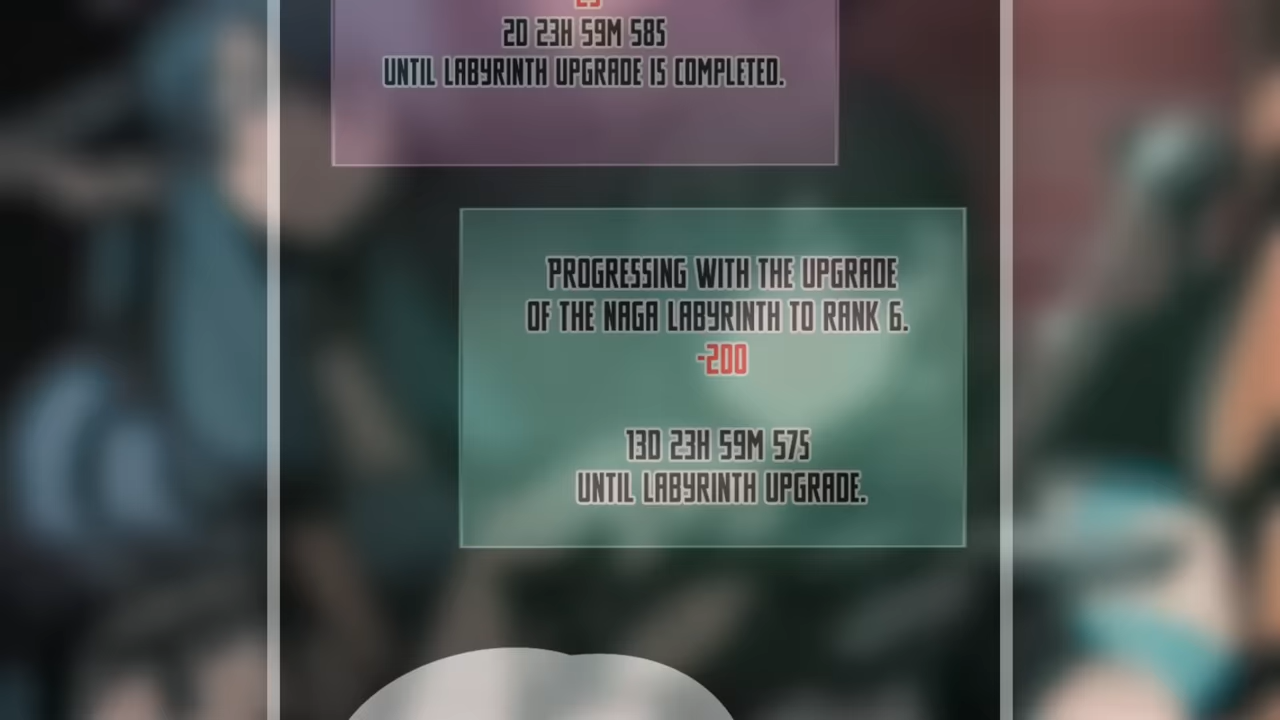 2D 23H 59M 58S
UNTIL LABYRINTH UPGRADE IS COMPLETED.
PROGRESSING WITH THE UPGRADE
OF THE NAGA LABYRINTH TO RANK 6.
-200
13D 23H 59M 57S
UNTIL LABYRINTH UPGRADE.